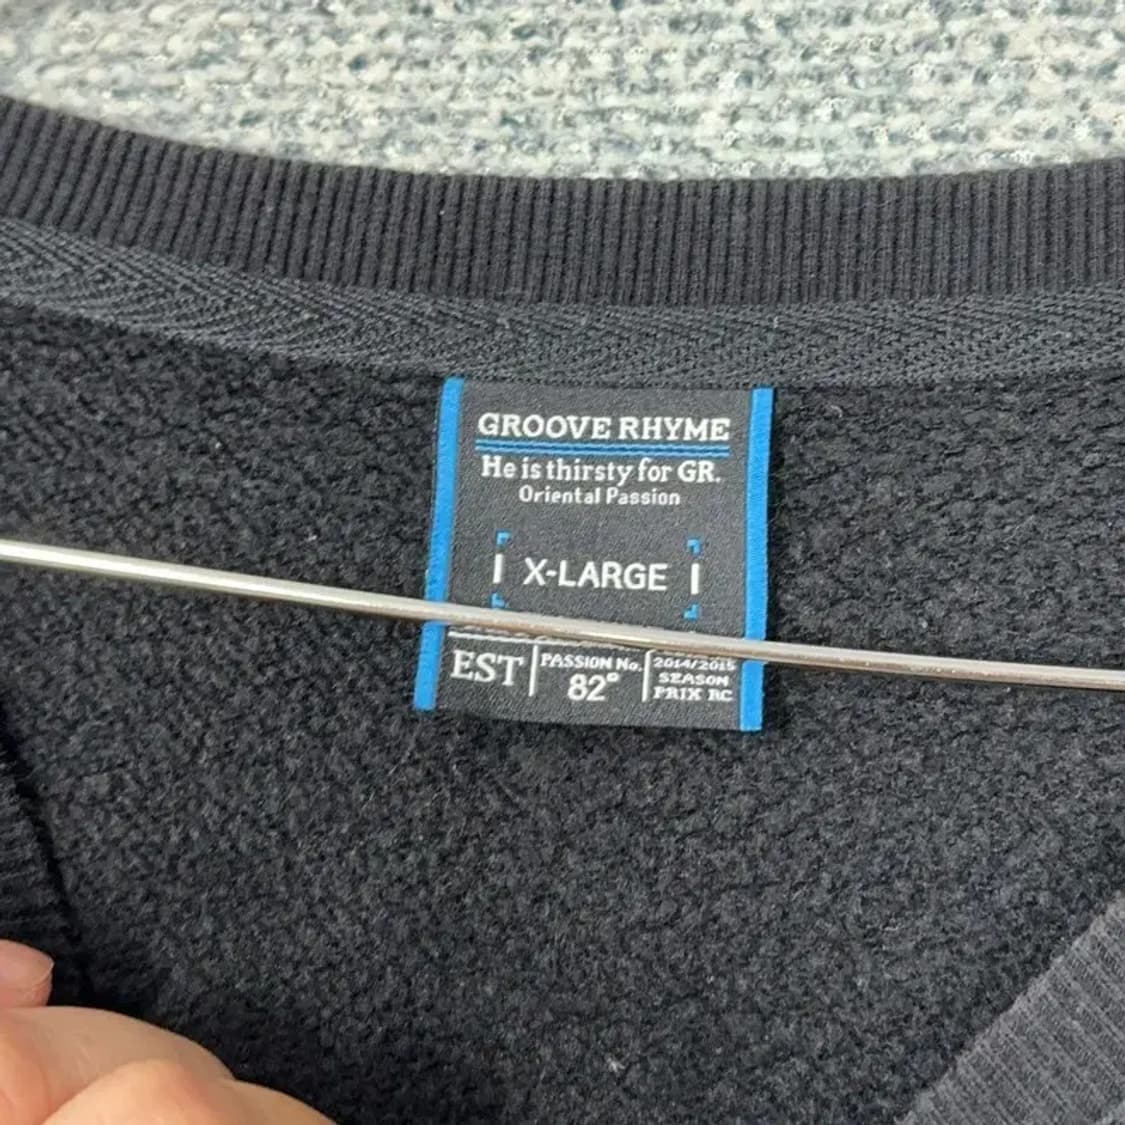 GROOVE RHYME
He is thirsty for GR.
Oriental Passion
X-LARGE
EST
PASSION No.
82°
2014/2015
SEASON
PRIX RC